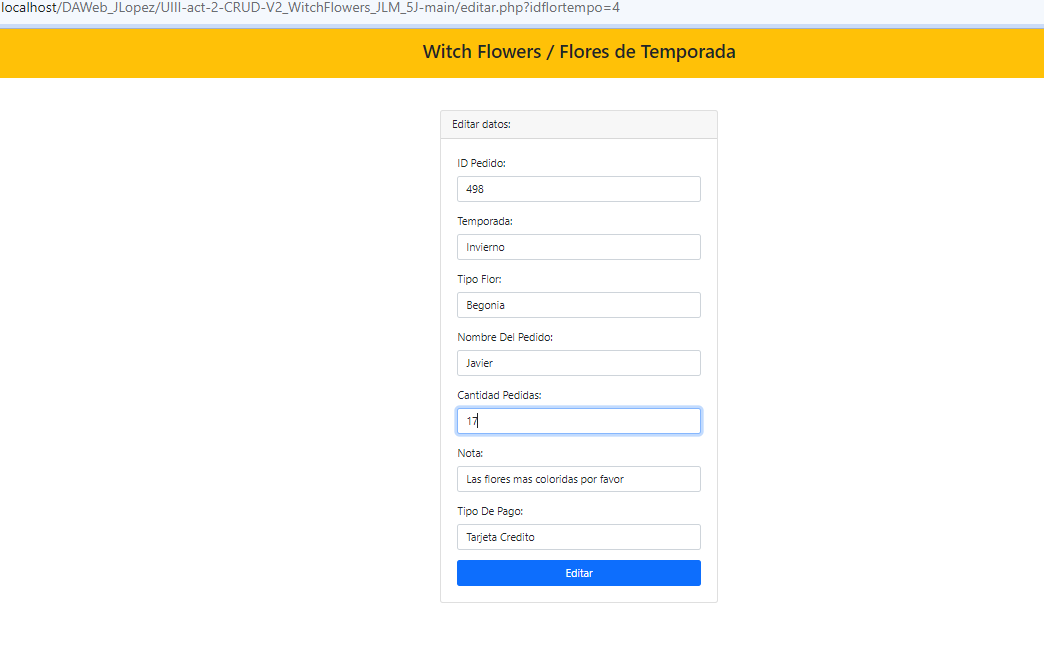 localhost/DAWeb_JLopez/UIII-act-2-CRUD-V2_WitchFlowers_JLM_5J-main/editar.php?idflortempo=4
Witch Flowers / Flores de Temporada
Editar datos:
ID Pedido:
498
Temporada:
Invierno
Tipo Flor:
Begonia
Nombre Del Pedido:
Javier
Cantidad Pedidas:
17
Nota:
Las flores mas coloridas por favor
Tipo De Pago:
Tarjeta Credito
Editar